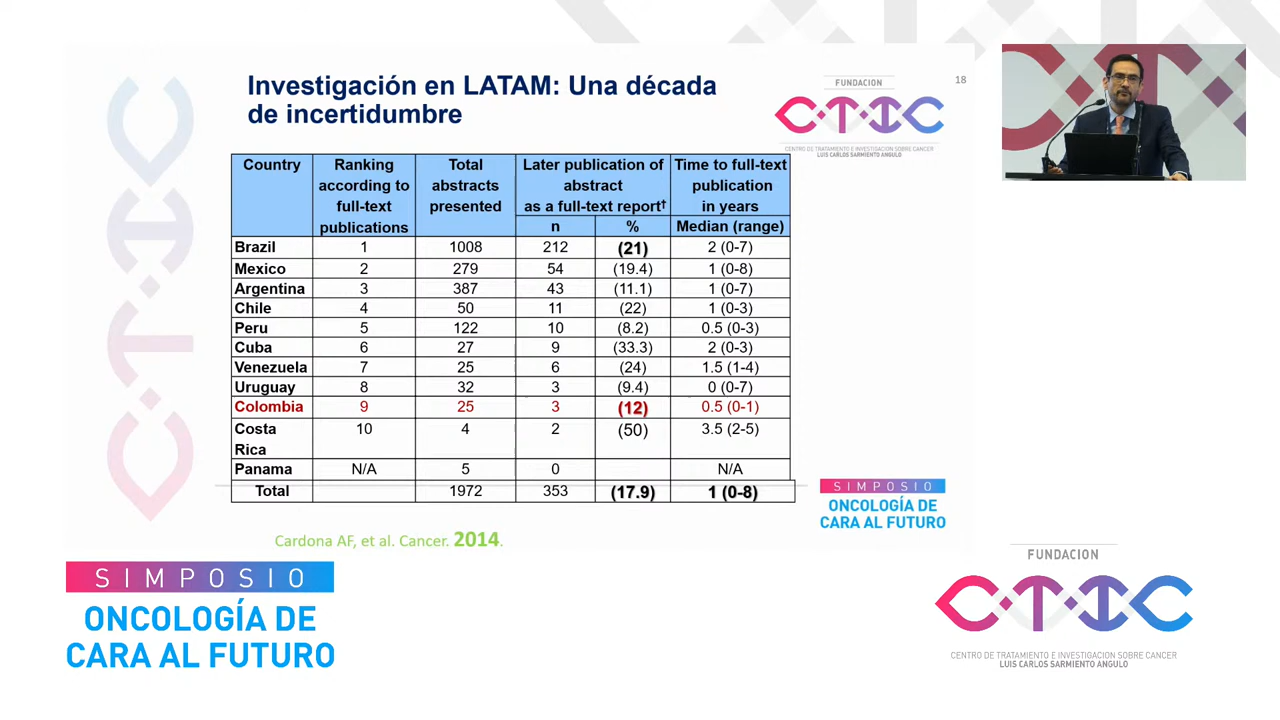 Investigación en LATAM: Una década
de incertidumbre
FUNDACION
CTIC
CENTRO DE TRATAMIENTO E INVESTIGACION SOBRE CANCER
LUIS CARLOS SARMIENTO ANGULO
18
Country Ranking according to full-text publications Total abstracts presented Later publication of abstract as a full-text report† Time to full-text publication in years
n % Median (range)
Brazil 1 1008 212 (21) 2 (0-7)
Mexico 2 279 54 (19.4) 1 (0-8)
Argentina 3 387 43 (11.1) 1 (0-7)
Chile 4 50 11 (22) 1 (0-3)
Peru 5 122 10 (8.2) 0.5 (0-3)
Cuba 6 27 9 (33.3) 2 (0-3)
Venezuela 7 25 6 (24) 1.5 (1-4)
Uruguay 8 32 3 (9.4) 0 (0-7)
Colombia 9 25 3 (12) 0.5 (0-1)
Costa Rica 10 4 2 (50) 3.5 (2-5)
Panama N/A 5 0 N/A
Total 1972 353 (17.9) 1 (0-8)
Cardona AF, et al. Cancer. 2014.
SIMPOSIO
ONCOLOGÍA DE
CARA AL FUTURO
SIMPOSIO
ONCOLOGÍA DE
CARA AL FUTURO
FUNDACION
CTIC
CENTRO DE TRATAMIENTO E INVESTIGACION SOBRE CANCER
LUIS CARLOS SARMIENTO ANGULO
CTIC